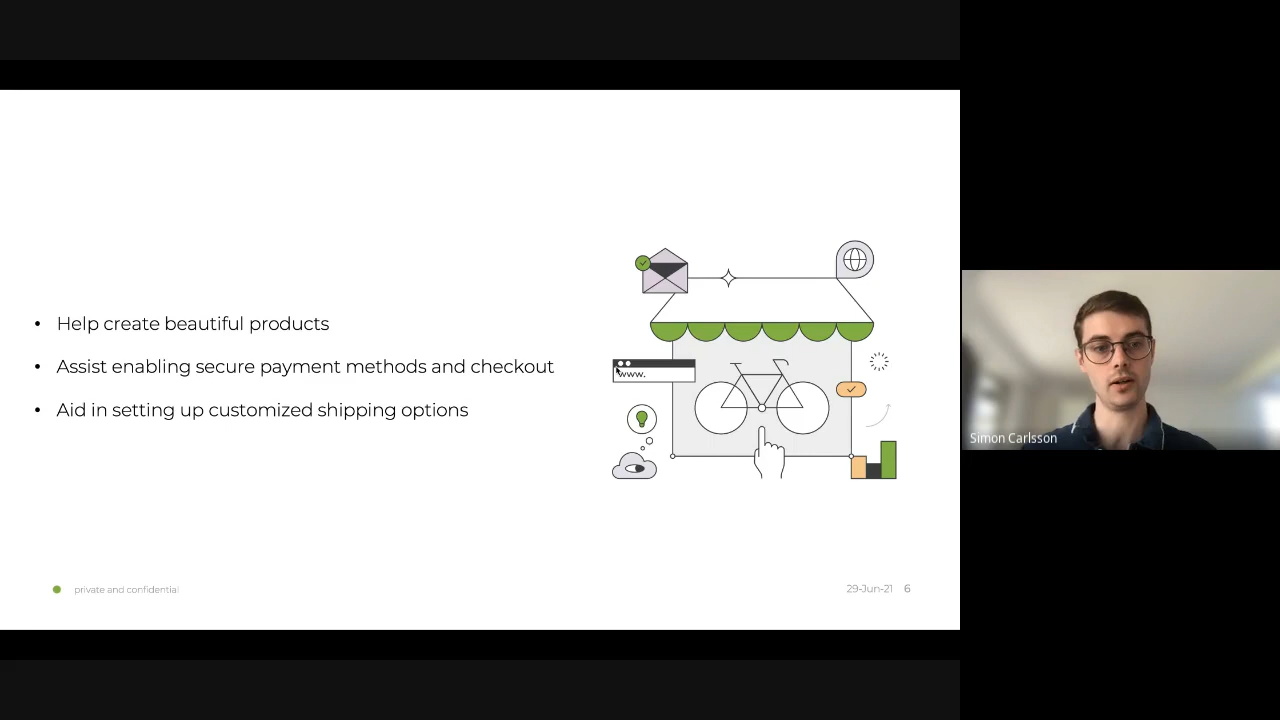 • Help create beautiful products
• Assist enabling secure payment methods and checkout
• Aid in setting up customized shipping options
www.
Simon Carlsson
private and confidential
29-Jun-21 6